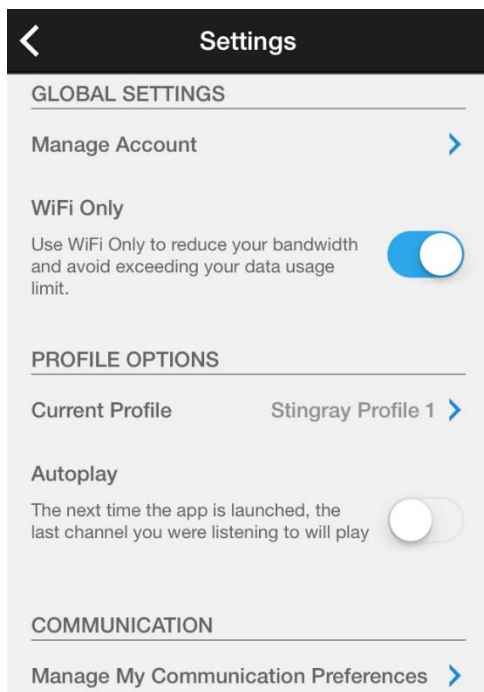 Settings
GLOBAL SETTINGS
Manage Account
WiFi Only
Use WiFi Only to reduce your bandwidth
and avoid exceeding your data usage
limit.
PROFILE OPTIONS
Current Profile Stingray Profile 1
Autoplay
The next time the app is launched, the
last channel you were listening to will play
COMMUNICATION
Manage My Communication Preferences